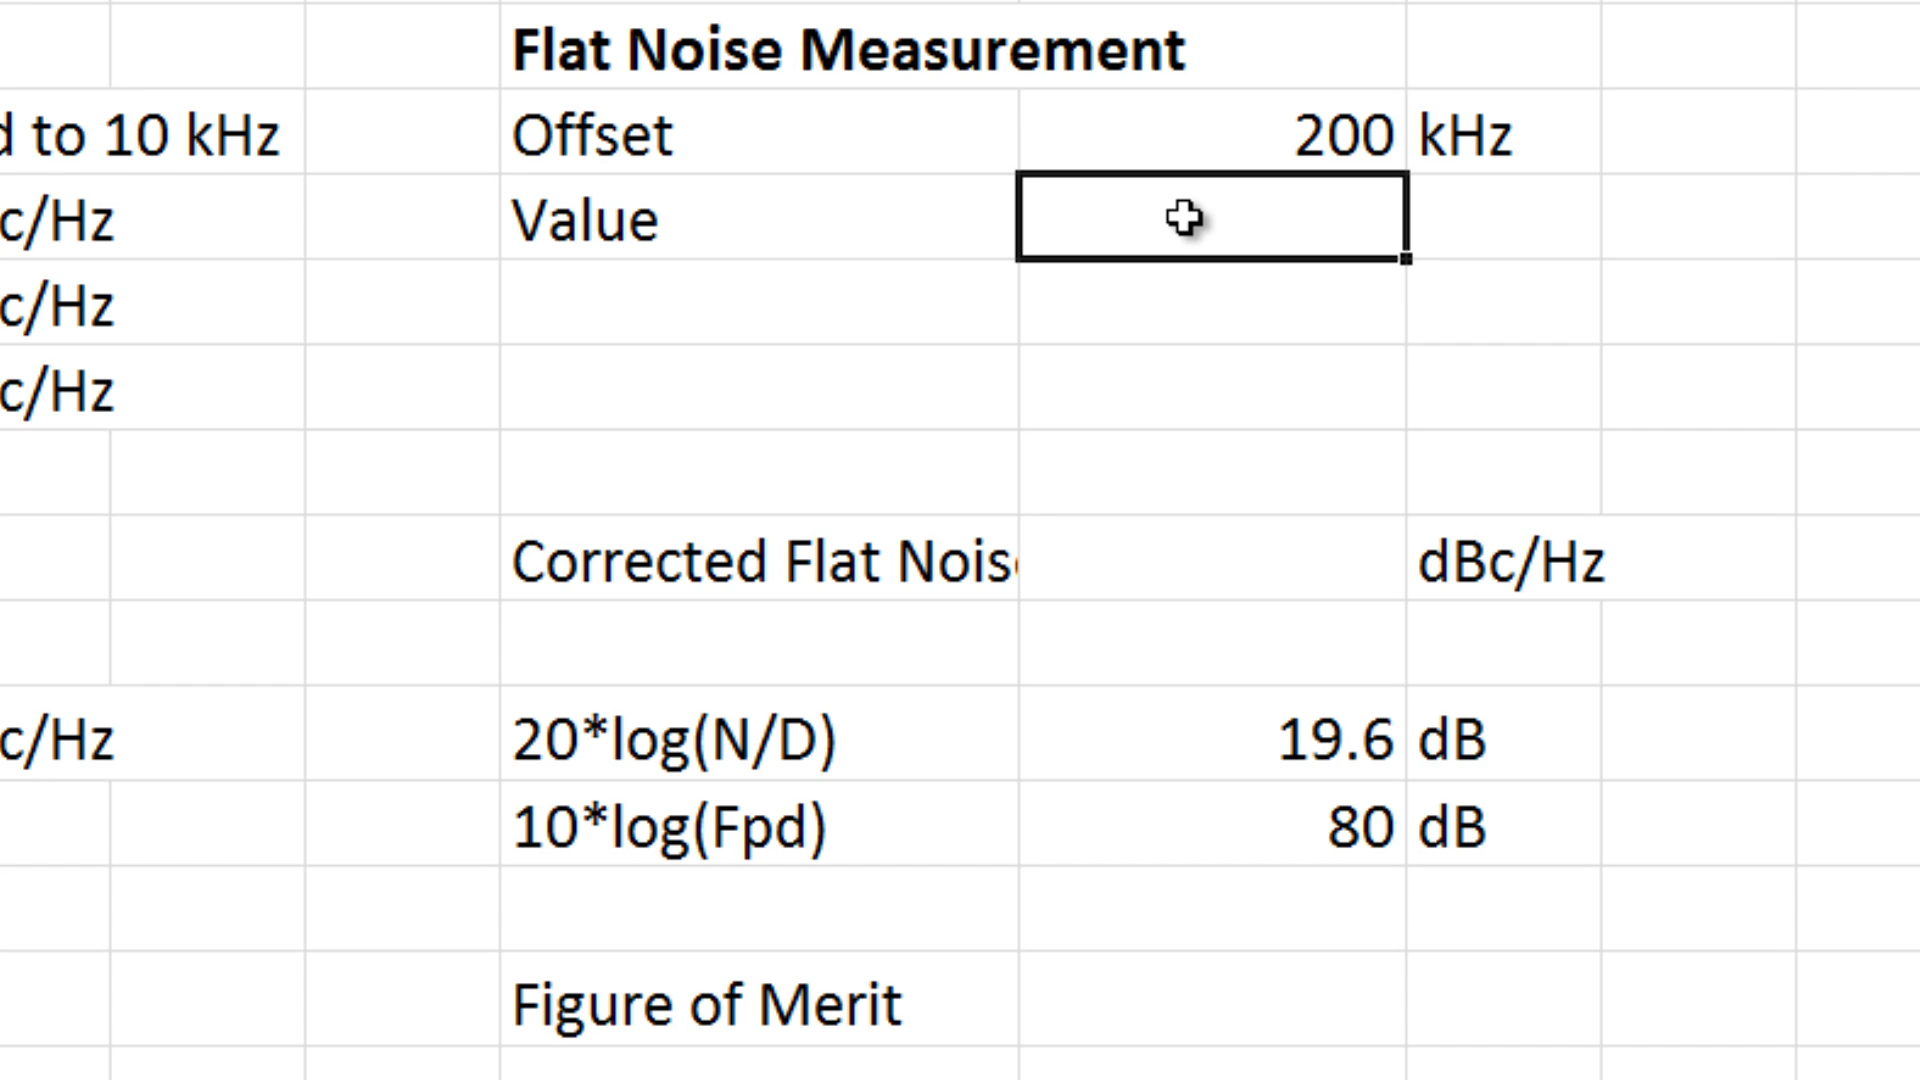 Flat Noise Measurement
d to 10 kHz Offset 200 kHz
c/Hz Value
c/Hz
c/Hz
Corrected Flat Noise dBc/Hz
c/Hz 20*log(N/D) 19.6 dB
10*log(Fpd) 80 dB
Figure of Merit